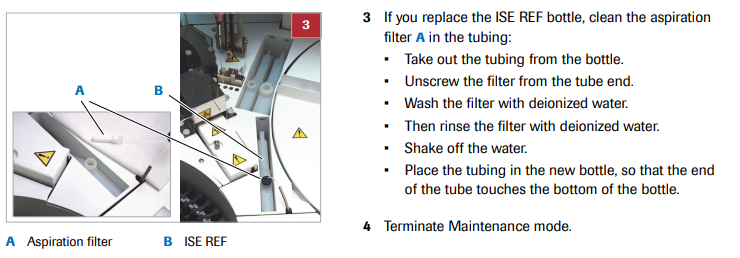 3
A
B
A Aspiration filter B ISE REF
3 If you replace the ISE REF bottle, clean the aspiration
filter A in the tubing:
▪ Take out the tubing from the bottle.
▪ Unscrew the filter from the tube end.
▪ Wash the filter with deionized water.
▪ Then rinse the filter with deionized water.
▪ Shake off the water.
▪ Place the tubing in the new bottle, so that the end
of the tube touches the bottom of the bottle.
4 Terminate Maintenance mode.